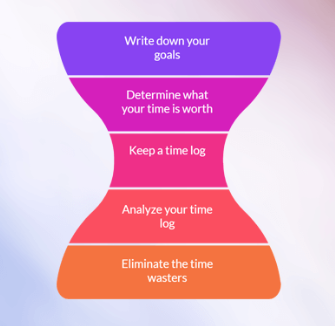 Write down your
goals
Determine what
your time is worth
Keep a time log
Analyze your time
log
Eliminate the time
wasters